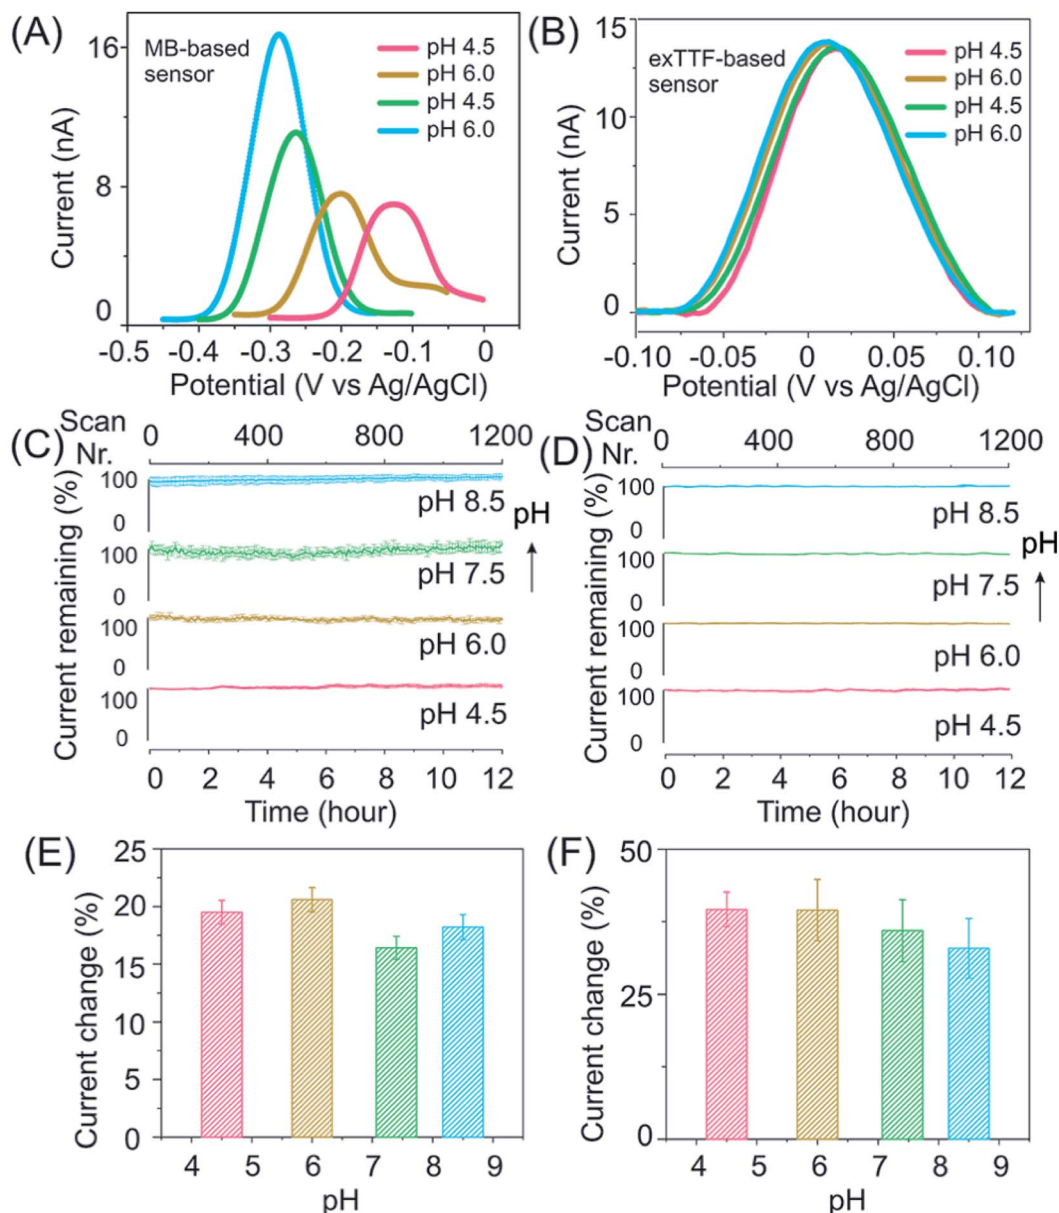 (A)
MB-based
sensor
pH 4.5
pH 6.0
pH 4.5
pH 6.0
16
8
0
Current (nA)
-0.5 -0.4 -0.3 -0.2 -0.1 0
Potential (V vs Ag/AgCl)
(B)
exTTF-based
sensor
pH 4.5
pH 6.0
pH 4.5
pH 6.0
15
10
5
0
Current (nA)
-0.10 -0.05 0 0.05 0.10
Potential (V vs Ag/AgCl)
(C)
Scan
Nr.
0 400 800 1200
Current remaining (%)
100
0
pH 8.5
100
0
pH 7.5
100
0
pH 6.0
100
0
pH 4.5
pH
0 2 4 6 8 10 12
Time (hour)
(D)
Scan
Nr.
0 400 800 1200
Current remaining (%)
100
0
pH 8.5
100
0
pH 7.5
100
0
pH 6.0
100
0
pH 4.5
pH
0 2 4 6 8 10 12
Time (hour)
(E)
25
20
15
10
5
0
Current change (%)
4 5 6 7 8 9
pH
(F)
50
25
0
Current change (%)
4 5 6 7 8 9
pH